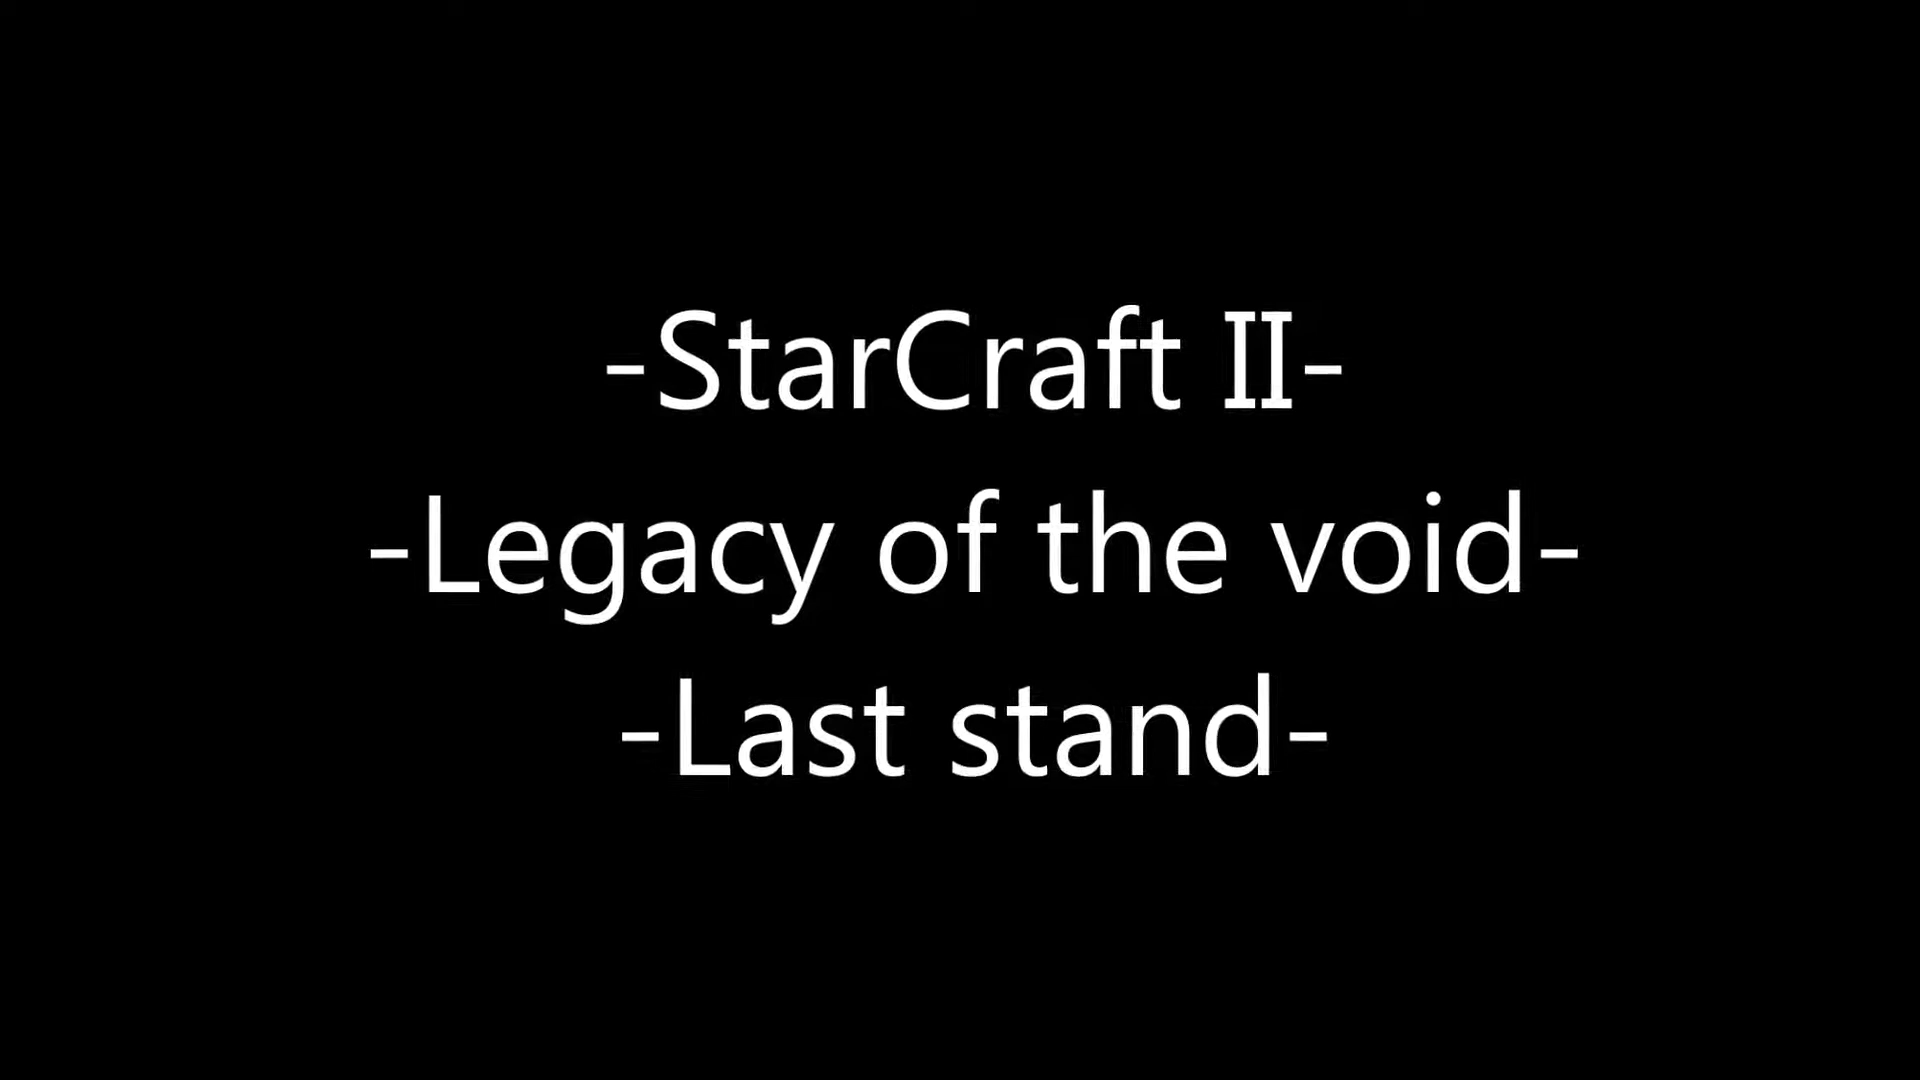 -StarCraft II-
-Legacy of the void-
-Last stand-